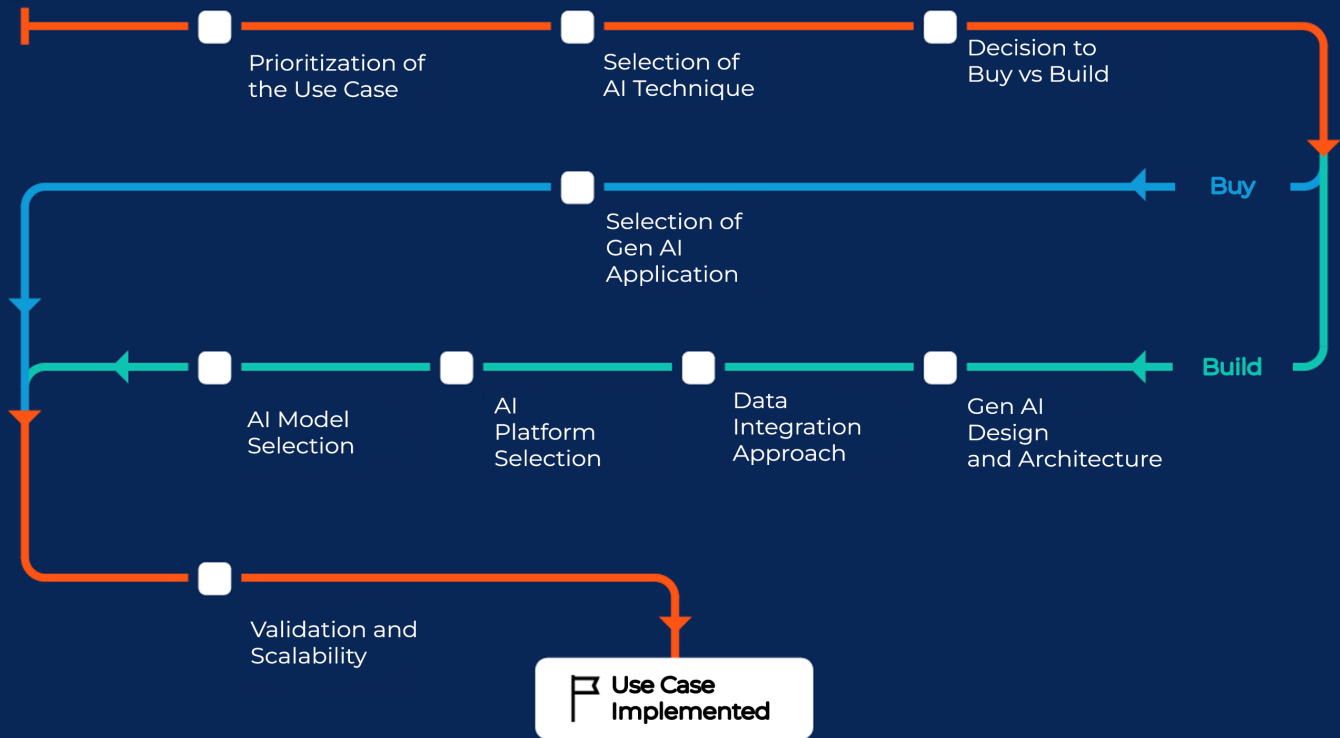 Prioritization of
the Use Case
Selection of
AI Technique
Decision to
Buy vs Build
Buy
Selection of
Gen AI
Application
Build
AI Model
Selection
AI
Platform
Selection
Data
Integration
Approach
Gen AI
Design
and Architecture
Validation and
Scalability
Use Case
Implemented